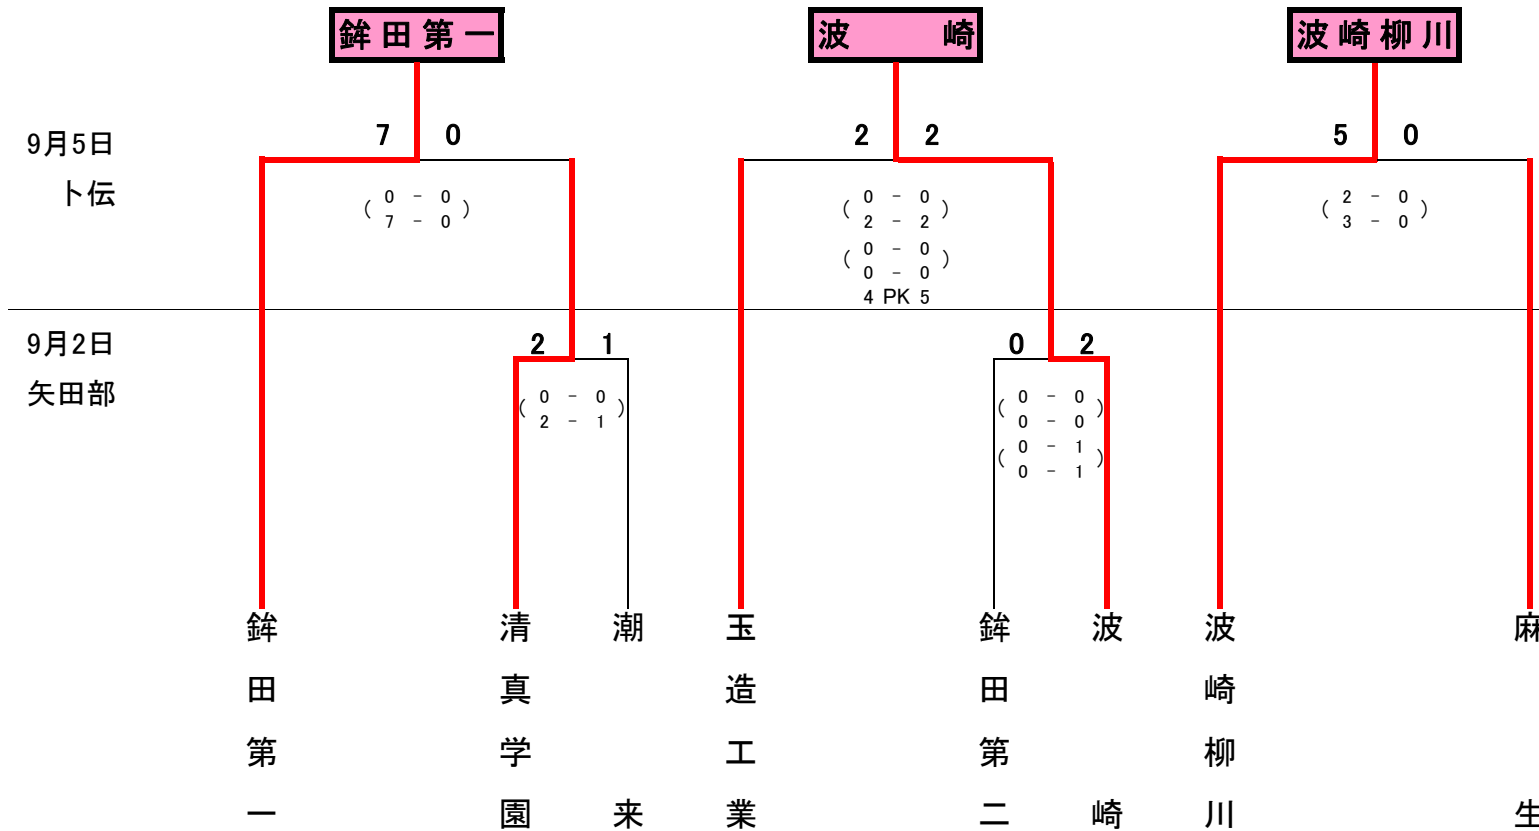 鉾田第一
波崎
波崎柳川
9月5日
7 0
2 2
5 0
ト伝
( 0 - 0 )
7 - 0
( 0 - 0 )
2 - 2
( 0 - 0 )
0 - 0
4 PK 5
( 2 - 0 )
3 - 0
9月2日
2 1
0 2
矢田部
( 0 - 0 )
2 - 1
( 0 - 0 )
0 - 0
( 0 - 1 )
0 - 1
鉾田第一
清真学園
潮来
玉造工業
鉾田第二
波崎
波崎柳川
麻生